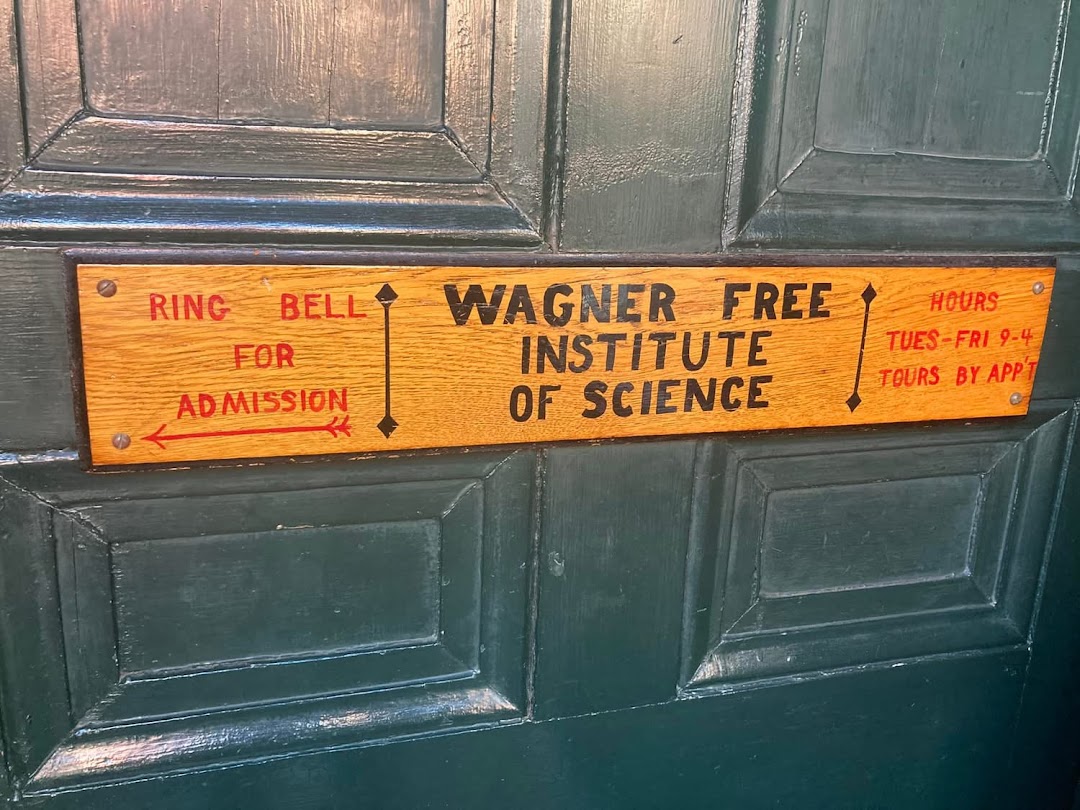 RING BELL
FOR
ADMISSION
WAGNER FREE
INSTITUTE
OF SCIENCE
HOURS
TUES-FRI 9-4
TOURS BY APP'T